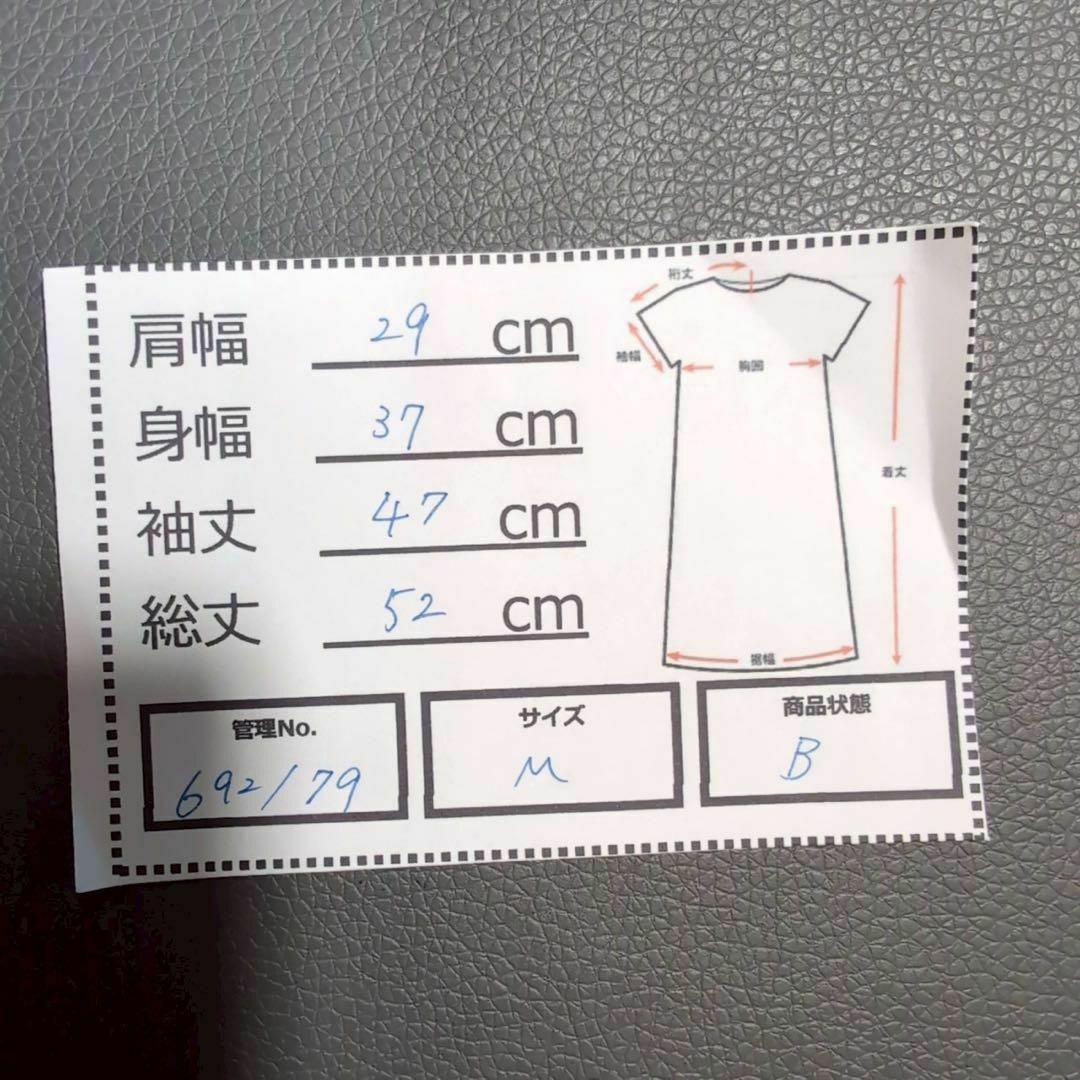 肩幅 29 cm
身幅 37 cm
袖丈 47 cm
総丈 52 cm
裄丈
袖幅
胸囲
着丈
裾幅
管理No.
692/79
サイズ
M
商品状態
B